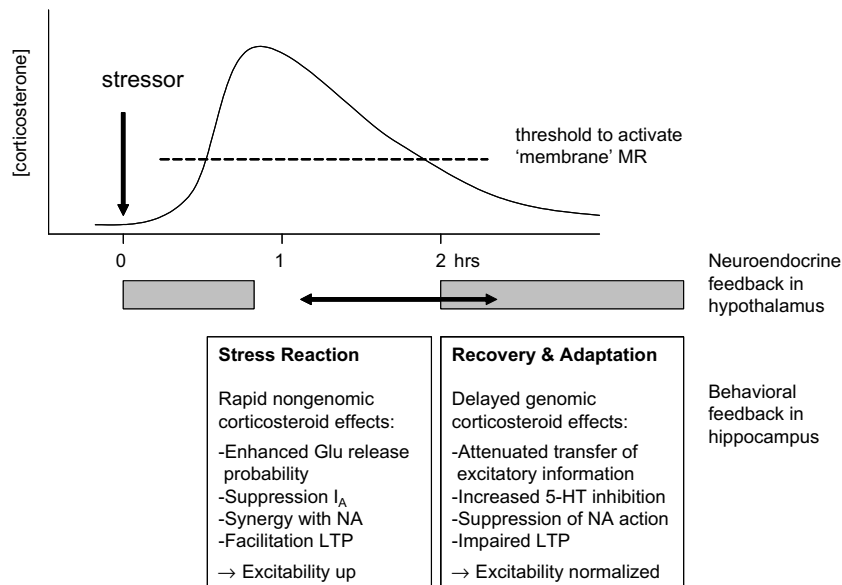 [corticosterone]
stressor
threshold to activate
‘membrane’ MR
0
1
2 hrs
Neuroendocrine
feedback in
hypothalamus
Stress Reaction
Rapid nongenomic
corticosteroid effects:
-Enhanced Glu release
probability
-Suppression I_A
-Synergy with NA
-Facilitation LTP
→ Excitability up
Recovery & Adaptation
Delayed genomic
corticosteroid effects:
-Attenuated transfer of
excitatory information
-Increased 5-HT inhibition
-Suppression of NA action
-Impaired LTP
→ Excitability normalized
Behavioral
feedback in
hippocampus